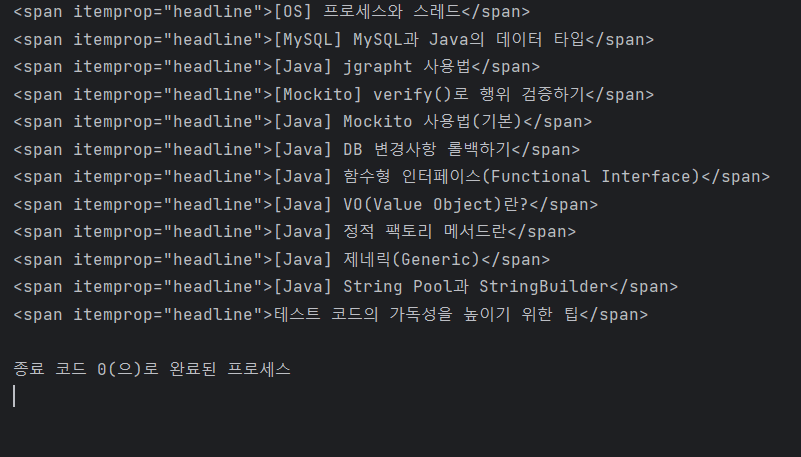 <span itemprop="headline">[OS] 프로세스와 스레드</span>
<span itemprop="headline">[MySQL] MySQL과 Java의 데이터 타입</span>
<span itemprop="headline">[Java] jgrapht 사용법</span>
<span itemprop="headline">[Mockito] verify()로 행위 검증하기</span>
<span itemprop="headline">[Java] Mockito 사용법(기본)</span>
<span itemprop="headline">[Java] DB 변경사항 롤백하기</span>
<span itemprop="headline">[Java] 함수형 인터페이스(Functional Interface)</span>
<span itemprop="headline">[Java] VO(Value Object)란?</span>
<span itemprop="headline">[Java] 정적 팩토리 메서드란</span>
<span itemprop="headline">[Java] 제네릭(Generic)</span>
<span itemprop="headline">[Java] String Pool과 StringBuilder</span>
<span itemprop="headline">테스트 코드의 가독성을 높이기 위한 팁</span>
종료 코드 0(으)로 완료된 프로세스